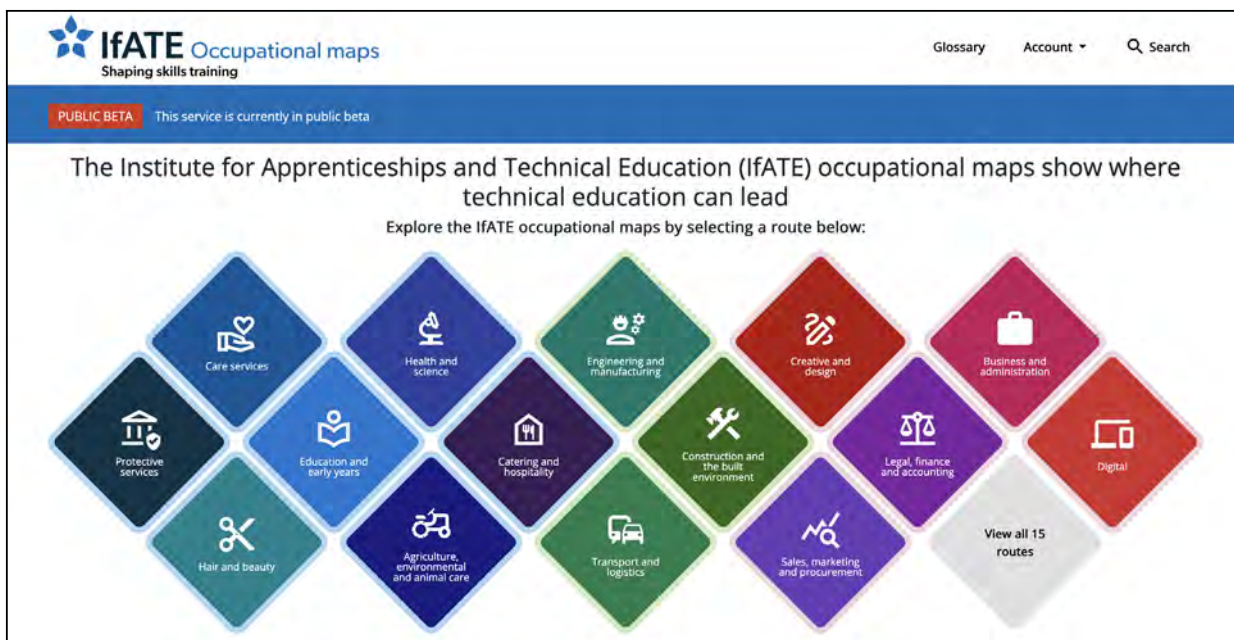 IfATE Occupational maps
Shaping skills training
Glossary
Account
Search
PUBLIC BETA
This service is currently in public beta
The Institute for Apprenticeships and Technical Education (IfATE) occupational maps show where
technical education can lead
Explore the IfATE occupational maps by selecting a route below:
Care services
Health and
science
Engineering and
manufacturing
Creative and
design
Business and
administration
Protective
services
Education and
early years
Catering and
hospitality
Construction and
the built
environment
Legal, finance
and accounting
Digital
Hair and beauty
Agriculture,
environmental
and animal care
Transport and
logistics
Sales, marketing
and procurement
View all 15
routes